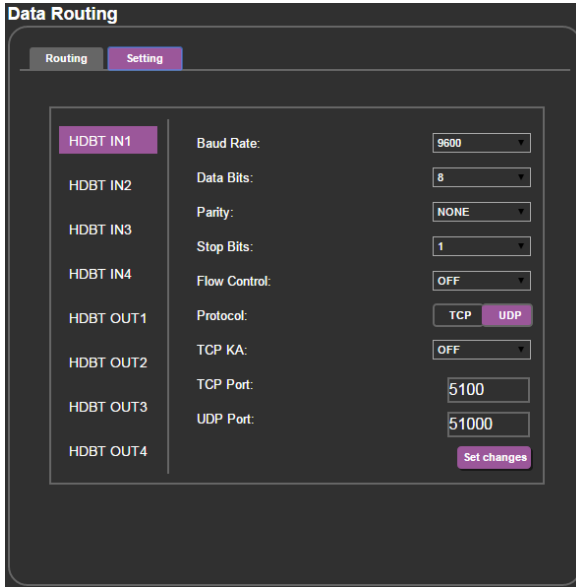 Data Routing
Routing Setting
HDBT IN1
HDBT IN2
HDBT IN3
HDBT IN4
HDBT OUT1
HDBT OUT2
HDBT OUT3
HDBT OUT4
Baud Rate: 9600
Data Bits: 8
Parity: NONE
Stop Bits: 1
Flow Control: OFF
Protocol: TCP UDP
TCP KA: OFF
TCP Port: 5100
UDP Port: 51000
Set changes